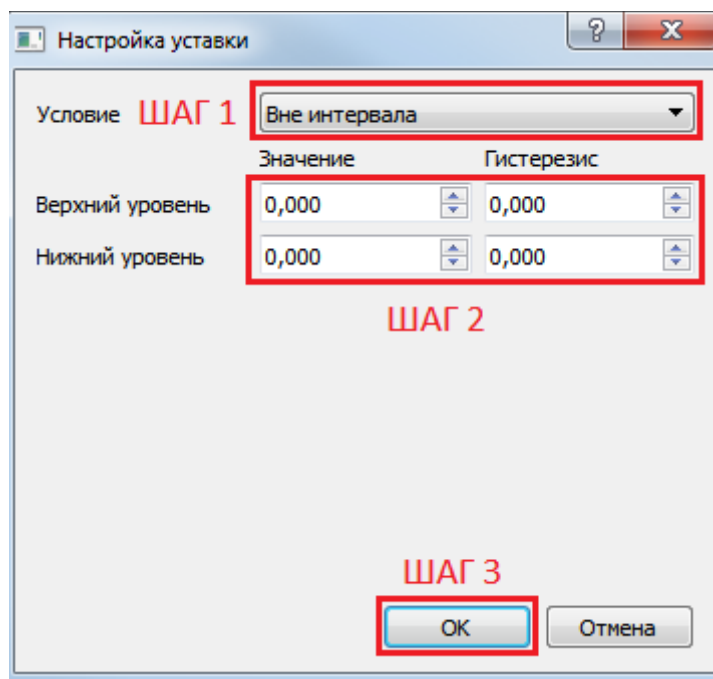 Настройка уставки
Условие ШАГ 1 Вне интервала
Значение Гистерезис
Верхний уровень 0,000 0,000
Нижний уровень 0,000 0,000
ШАГ 2
ШАГ 3
ОК Отмена